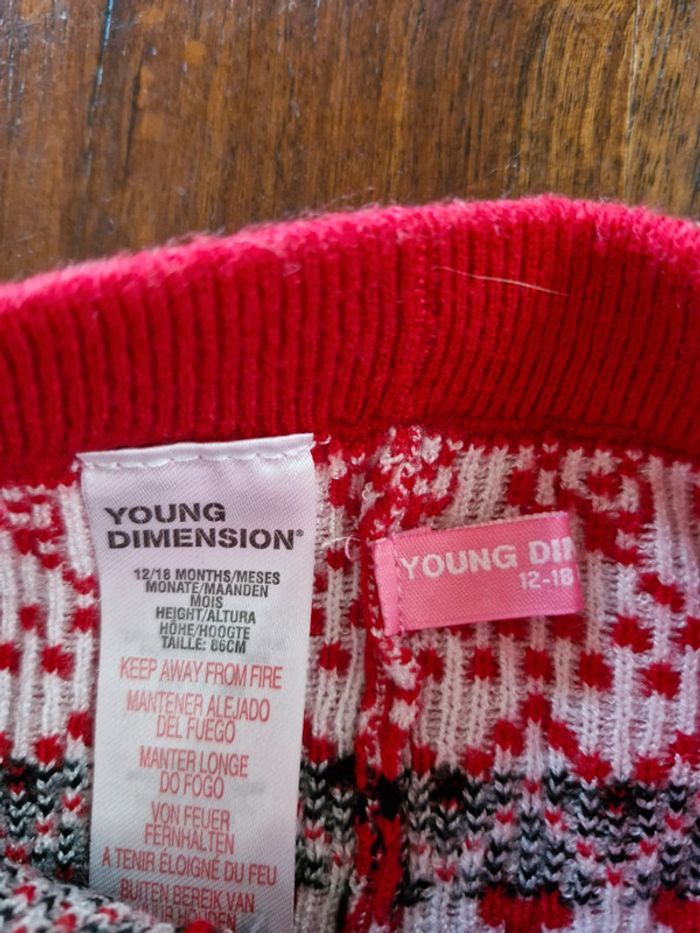 YOUNG
DIMENSION®
12/18 MONTHS/MESES
MONATE/MAANDEN
MOIS
HEIGHT/ALTURA
HÖHE/HOOGTE
TAILLE: 86CM
KEEP AWAY FROM FIRE
MANTENER ALEJADO
DEL FUEGO
MANTER LONGE
DO FOGO
VON FEUER
FERNHALTEN
A TENIR ÉLOIGNÉ DU FEU
BUITEN BEREIK VAN
VUUR HOUDEN
YOUNG DI
12-18